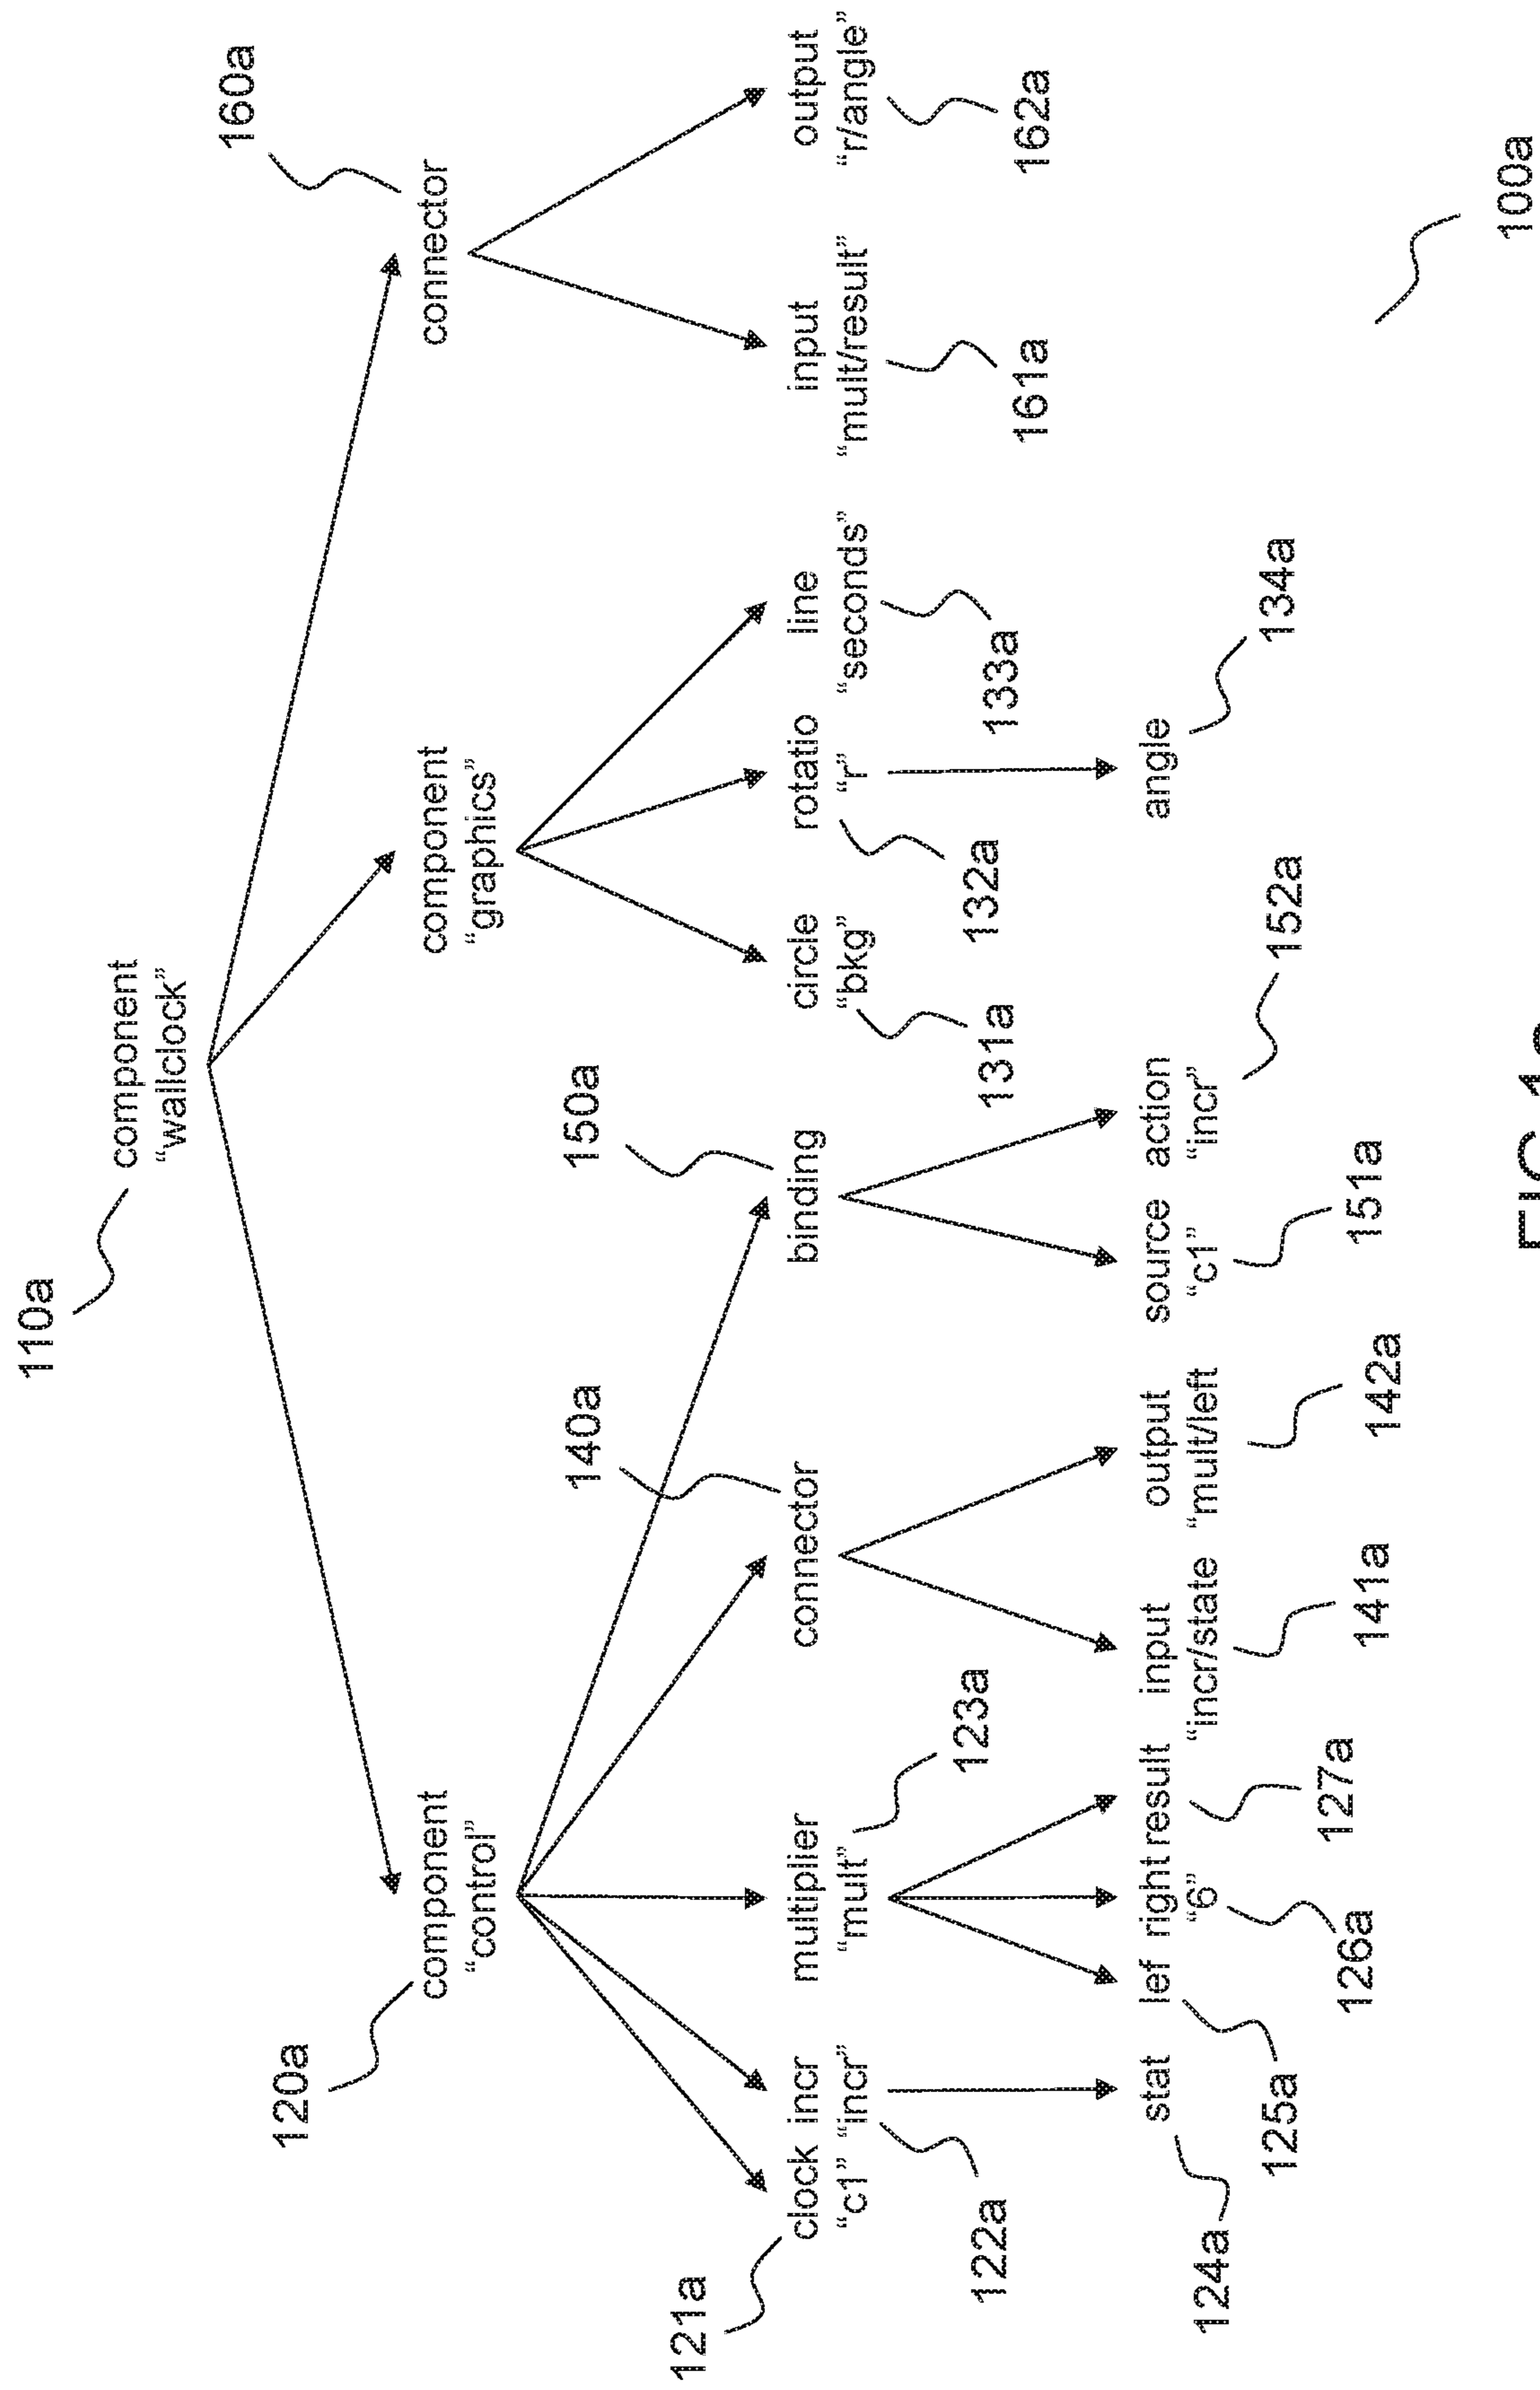 110a
component
“wallclock”
120a
component
“control”
component
“graphics”
160a
connector
121a
clock
“c1”
incr
“incr”
122a
multiplier
“mult”
123a
140a
connector
150a
binding
circle
“bkg”
131a
rotatio
“r”
132a
line
“seconds”
133a
input
“mult/result”
161a
output
“r/angle”
162a
stat
124a
lef
125a
right
“6”
126a
result
127a
input
“incr/state
141a
output
“mult/left
142a
source
“c1”
151a
action
“incr”
152a
angle
134a
100a